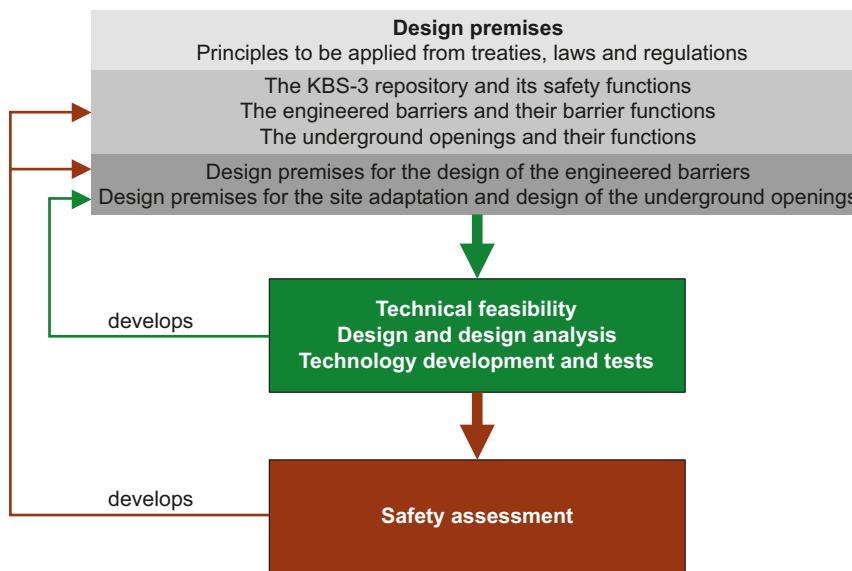 Design premises
Principles to be applied from treaties, laws and regulations
The KBS-3 repository and its safety functions
The engineered barriers and their barrier functions
The underground openings and their functions
Design premises for the design of the engineered barriers
Design premises for the site adaptation and design of the underground openings
develops
Technical feasibility
Design and design analysis
Technology development and tests
develops
Safety assessment